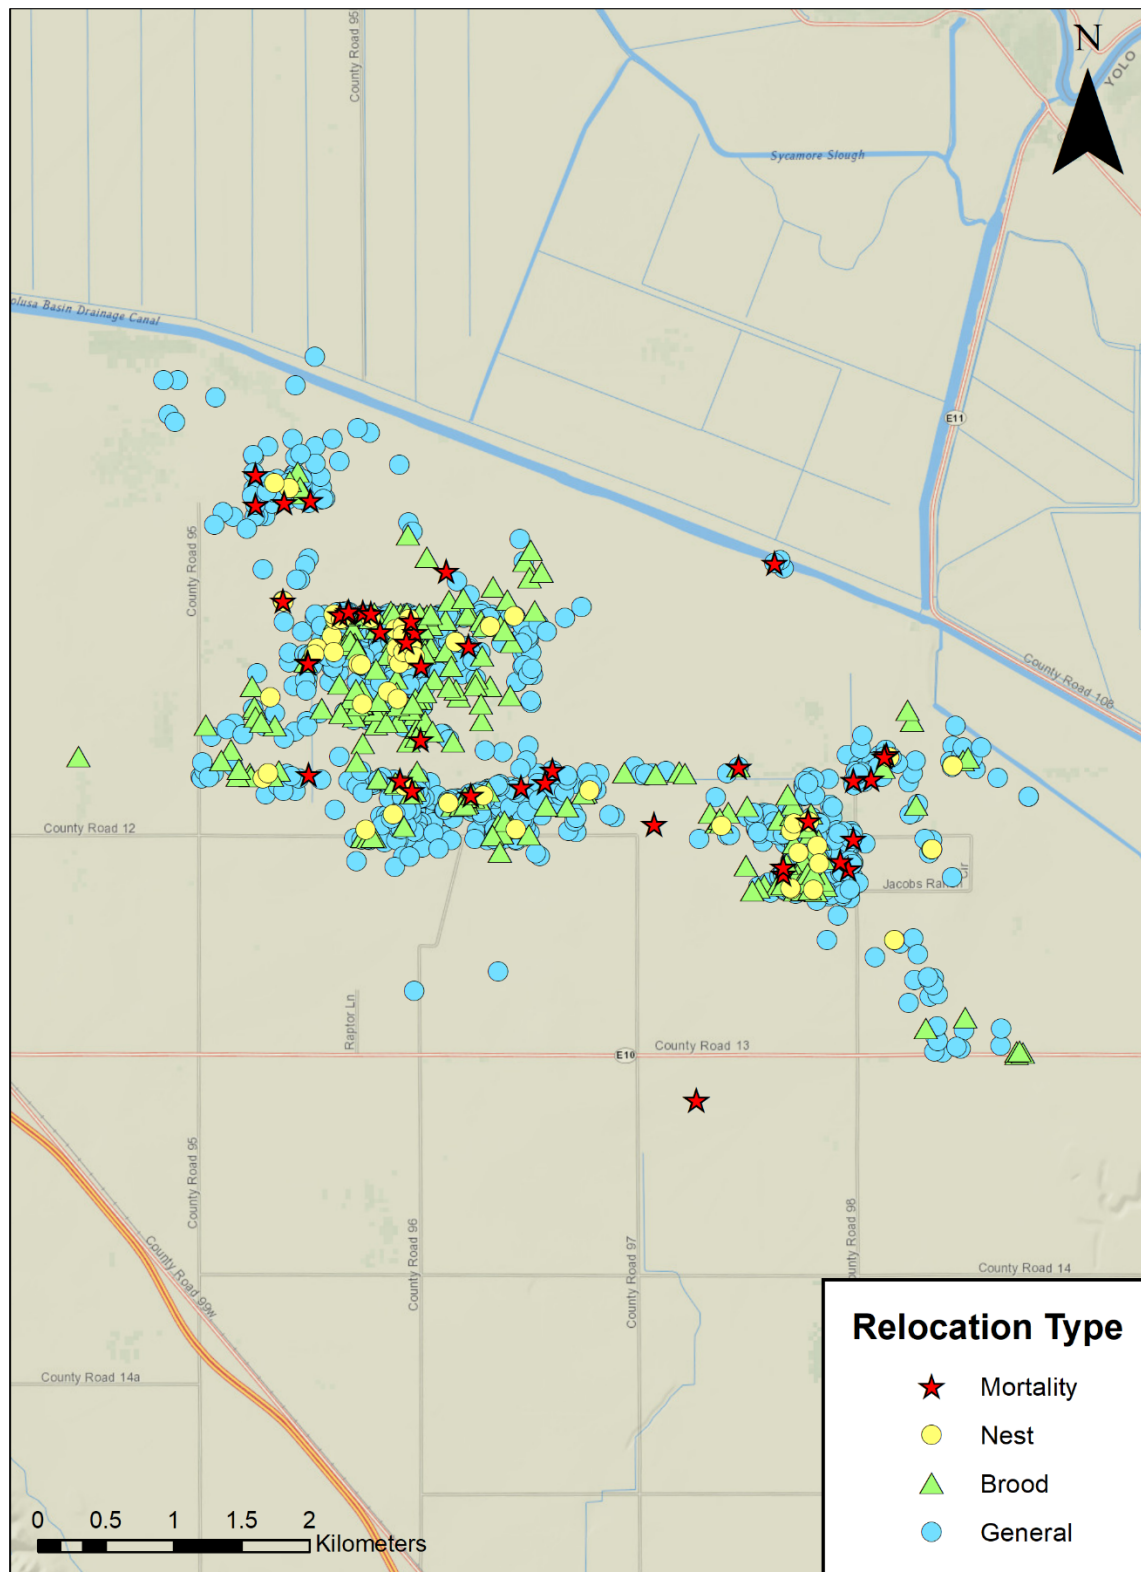 County Road 95
N
YOLO
Sycamore Slough
olusa Basin Drainage Canal
E11
County Road 95
County Road 108
County Road 12
Jacobs Ranch Cir
Raptor Ln
E10
County Road 13
County Road 95
County Road 96
County Road 97
County Road 98
County Road 99w
County Road 14
County Road 14a
Relocation Type
Mortality
Nest
Brood
General
0 0.5 1 1.5 2
Kilometers